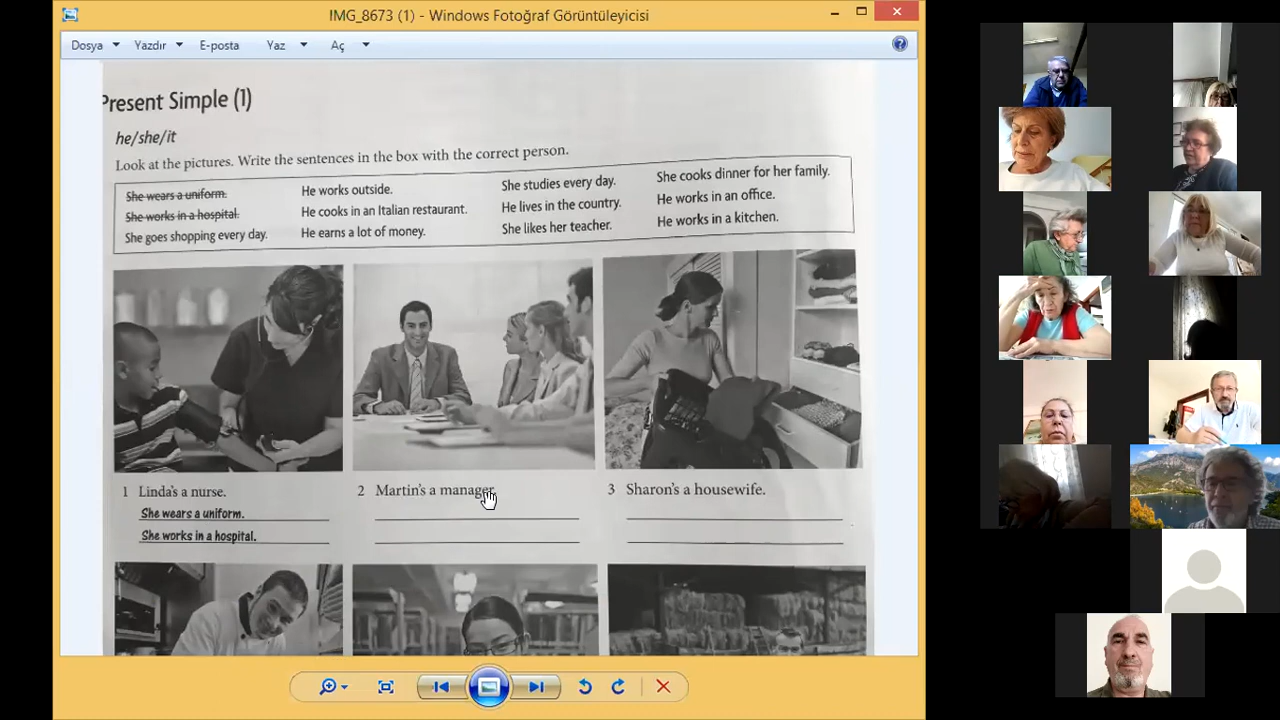 IMG_8673 (1) - Windows Fotoğraf Görüntüleyicisi
Dosya Yazdır E-posta Yaz Aç
Present Simple (1)
he/she/it
Look at the pictures. Write the sentences in the box with the correct person.
She wears a uniform. He works outside. She studies every day. She cooks dinner for her family.
She works in a hospital. He cooks in an Italian restaurant. He lives in the country. He works in an office.
She goes shopping every day. He earns a lot of money. She likes her teacher. He works in a kitchen.
1 Linda's a nurse. 2 Martin's a manager. 3 Sharon's a housewife.
She wears a uniform.
She works in a hospital.